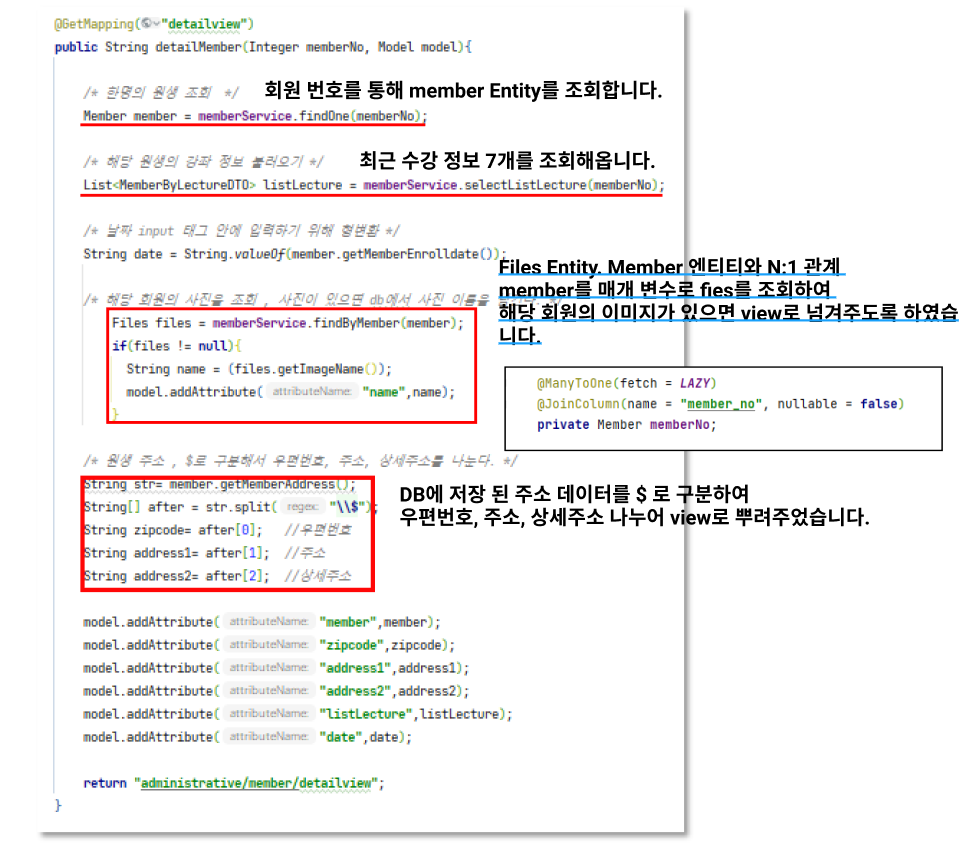 @GetMapping("detailview")
public String detailMember(Integer memberNo, Model model){
/* 한명의 원생 조회 */
회원 번호를 통해 member Entity를 조회합니다.
Member member = memberService.findOne(memberNo);
/* 해당 원생의 강좌 정보 불러오기 */
최근 수강 정보 7개를 조회해옵니다.
List<MemberByLectureDTO> listLecture = memberService.selectListLecture(memberNo);
/* 날짜 input 태그 안에 입력하기 위해 형변환 */
String date = String.valueOf(member.getMemberEnrolldate());
Files Entity. Member 엔티티와 N:1 관계
member를 매개 변수로 fies를 조회하여
해당 회원의 이미지가 있으면 view로 넘겨주도록 하였습
니다.
/* 해당 회원의 사진을 조회 , 사진이 있으면 db에서 사진 이름을
Files files = memberService.findByMember(member);
if(files != null){
String name = (files.getImageName());
model.addAttribute( attributeName: "name",name);
}
@ManyToOne(fetch = LAZY)
@JoinColumn(name = "member_no", nullable = false)
private Member memberNo;
/* 원생 주소 , $로 구분해서 우편번호, 주소, 상세주소를 나눈다. */
String str= member.getMemberAddress();
String[] after = str.split( regex: "\\$");
String zipcode= after[0]; //우편번호
String address1= after[1]; //주소
String address2= after[2]; //상세주소
DB에 저장 된 주소 데이터를 $ 로 구분하여
우편번호, 주소, 상세주소 나누어 view로 뿌려주었습니다.
model.addAttribute( attributeName: "member",member);
model.addAttribute( attributeName: "zipcode",zipcode);
model.addAttribute( attributeName: "address1",address1);
model.addAttribute( attributeName: "address2",address2);
model.addAttribute( attributeName: "listLecture",listLecture);
model.addAttribute( attributeName: "date",date);
return "administrative/member/detailview";
}